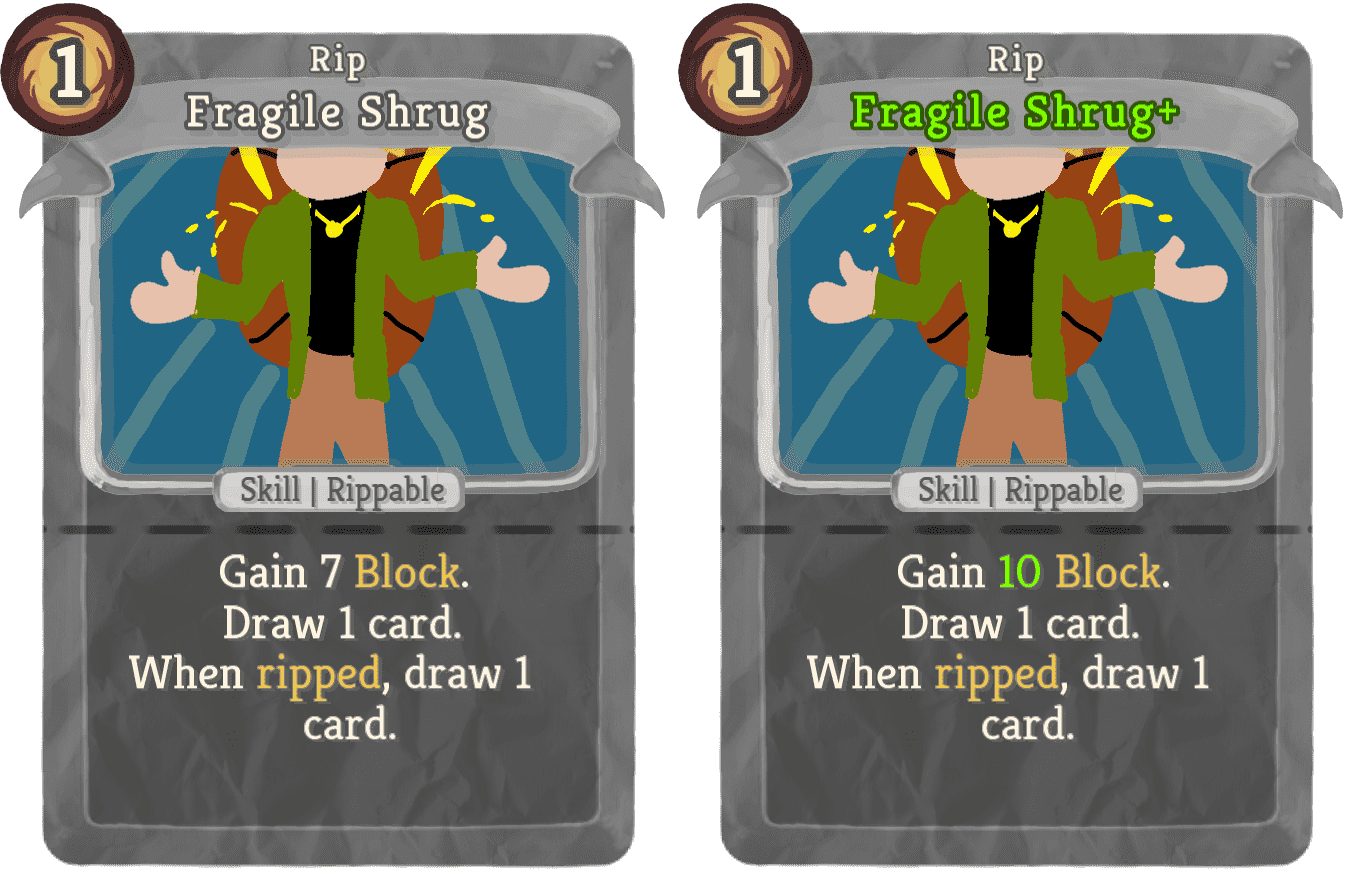 1
Rip
Fragile Shrug
Skill | Rippable
Gain 7 Block.
Draw 1 card.
When ripped, draw 1
card.
1
Rip
Fragile Shrug+
Skill | Rippable
Gain 10 Block.
Draw 1 card.
When ripped, draw 1
card.